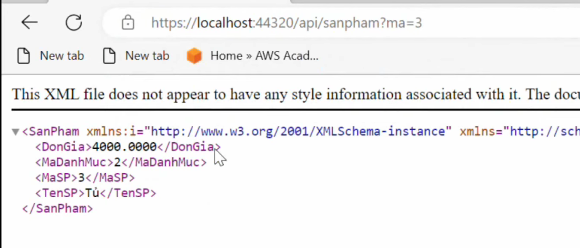 https://localhost:44320/api/sanpham?ma=3
New tab
New tab
Home » AWS Acad...
This XML file does not appear to have any style information associated with it. The docu
▼<SanPham xmlns:i="http://www.w3.org/2001/XMLSchema-instance" xmlns="http://sch
<DonGia>4000.0000</DonGia>
<MaDanhMuc>2</MaDanhMuc>
<MaSP>3</MaSP>
<TenSP>Tủ</TenSP>
</SanPham>